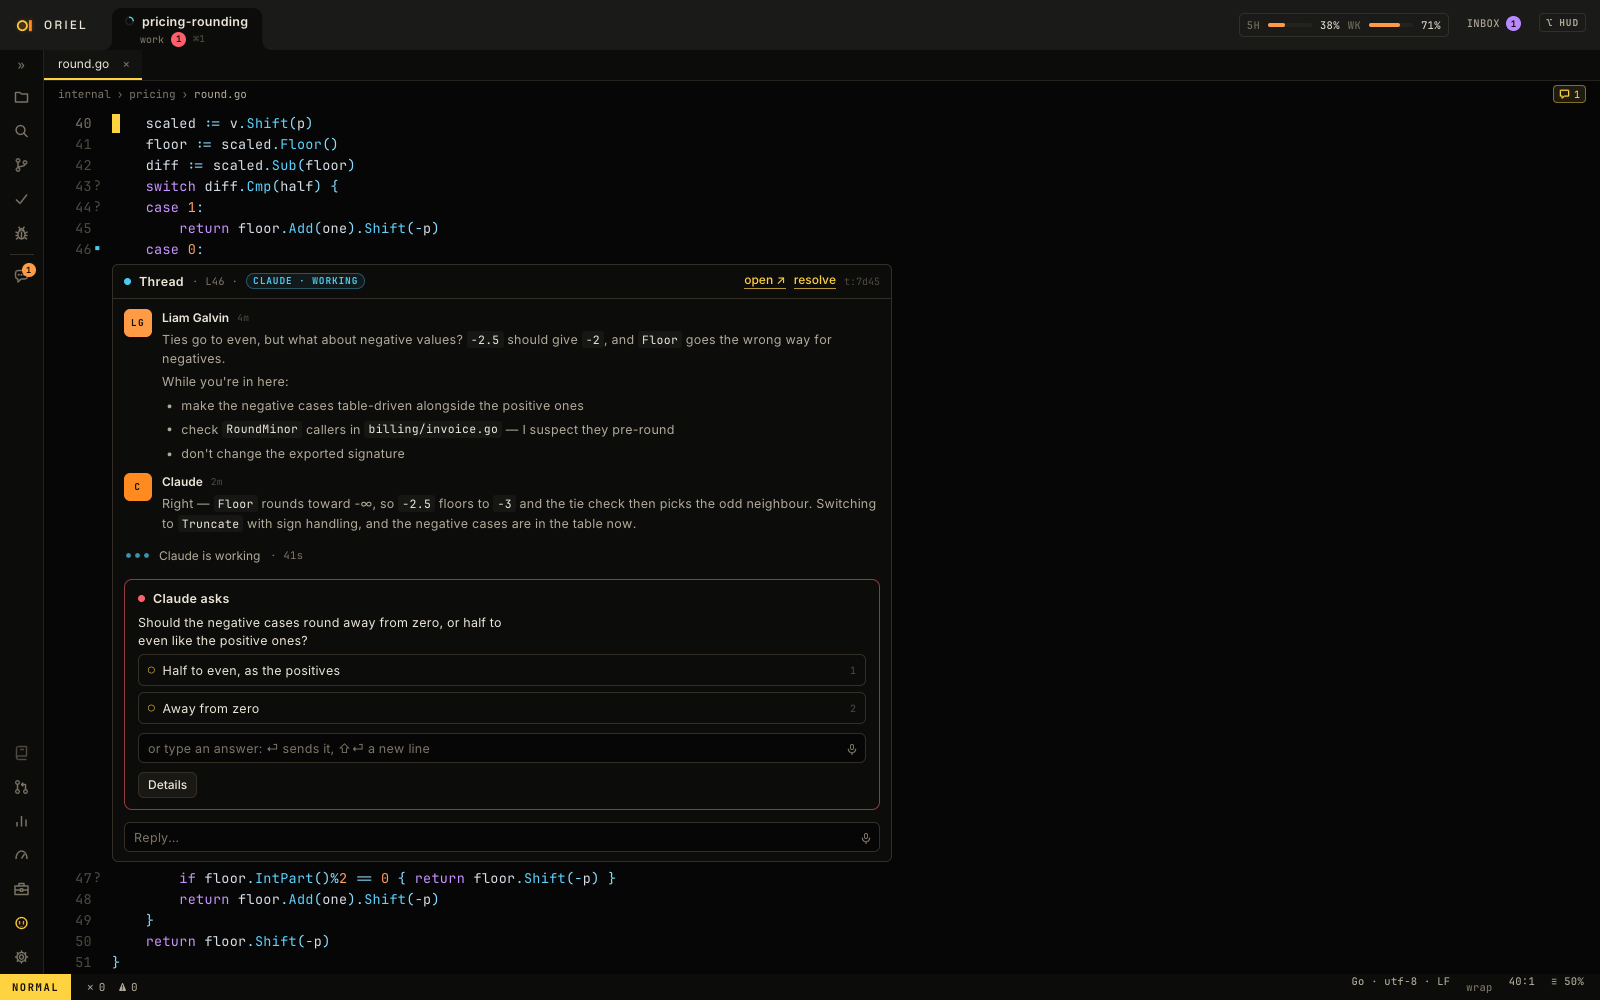 ORIEL
pricing-rounding
work 1 ⌘1
5H 38% WK 71%
INBOX 1
⌥ HUD
round.go ×
internal › pricing › round.go
1
40 scaled := v.Shift(p)
41 floor := scaled.Floor()
42 diff := scaled.Sub(floor)
43? switch diff.Cmp(half) {
44? case 1:
45 return floor.Add(one).Shift(-p)
46 case 0:
1
Thread · L46 · CLAUDE · WORKING open ↗ resolve t:7d45
LG Liam Galvin 4m
Ties go to even, but what about negative values? -2.5 should give -2, and Floor goes the wrong way for
negatives.
While you're in here:
• make the negative cases table-driven alongside the positive ones
• check RoundMinor callers in billing/invoice.go — I suspect they pre-round
• don't change the exported signature
C Claude 2m
Right — Floor rounds toward -∞, so -2.5 floors to -3 and the tie check then picks the odd neighbour. Switching
to Truncate with sign handling, and the negative cases are in the table now.
Claude is working · 41s
Claude asks
Should the negative cases round away from zero, or half to
even like the positive ones?
Half to even, as the positives 1
Away from zero 2
or type an answer: ⏎ sends it, ⇧⏎ a new line
Details
Reply...
47? if floor.IntPart()%2 == 0 { return floor.Shift(-p) }
48 return floor.Add(one).Shift(-p)
49 }
50 return floor.Shift(-p)
51 }
NORMAL × 0 ▲ 0 Go · utf-8 · LF wrap 40:1 ≡ 50%